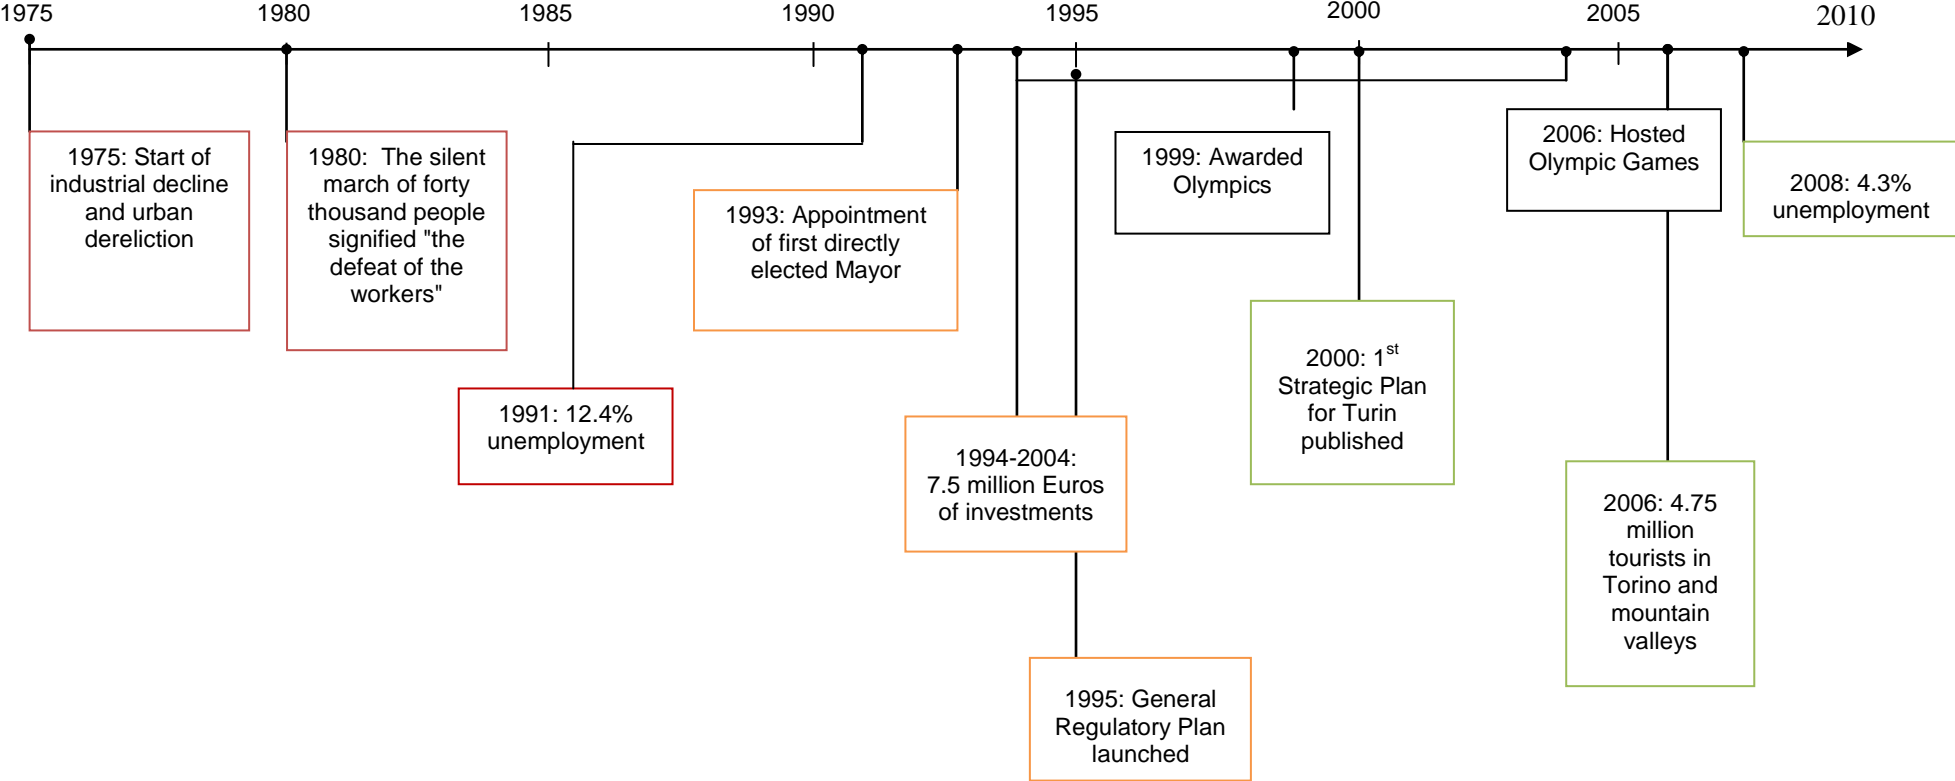 1975 1980 1985 1990 1995 2000 2005 2010
1975: Start of
industrial decline
and urban
dereliction
1980:  The silent
march of forty
thousand people
signified "the
defeat of the
workers"
1991: 12.4%
unemployment
1993: Appointment
of first directly
elected Mayor
1994-2004:
7.5 million Euros
of investments
1995: General
Regulatory Plan
launched
1999: Awarded
Olympics
2000: 1st
Strategic Plan
for Turin
published
2006: Hosted
Olympic Games
2006: 4.75
million
tourists in
Torino and
mountain
valleys
2008: 4.3%
unemployment